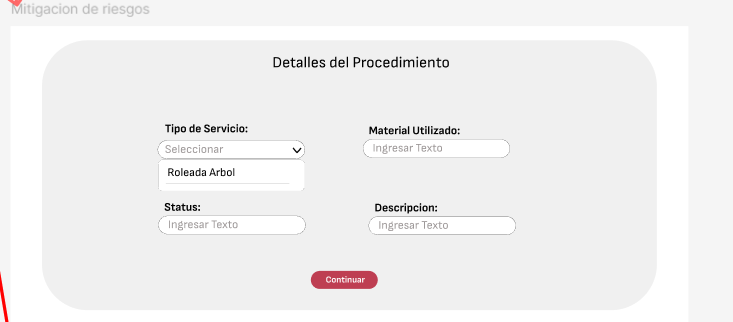 Mitigacion de riesgos
Detalles del Procedimiento
Tipo de Servicio:
Seleccionar
Roleada Arbol
Material Utilizado:
Ingresar Texto
Status:
Ingresar Texto
Descripcion:
Ingresar Texto
Continuar